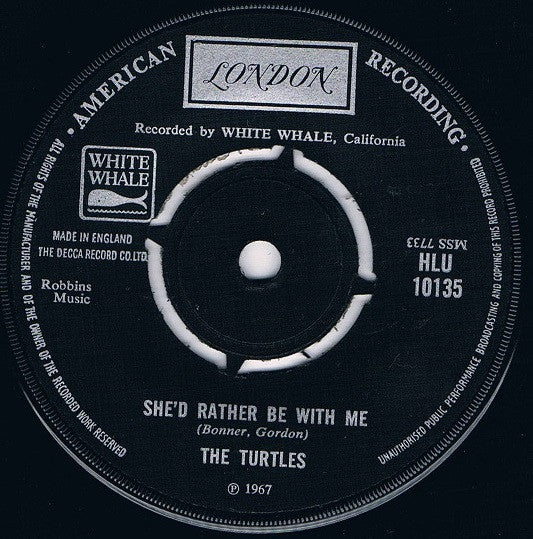 · AMERICAN RECORDING ·
LONDON
Recorded by WHITE WHALE, California
WHITE
WHALE
MADE IN ENGLAND
THE DECCA RECORD CO. LTD.
Robbins
Music
MSS 7733
HLU
10135
SHE'D RATHER BE WITH ME
(Bonner, Gordon)
THE TURTLES
Ⓟ 1967
ALL RIGHTS OF THE MANUFACTURER AND OF THE OWNER OF THE RECORDED WORK RESERVED
UNAUTHORISED PUBLIC PERFORMANCE BROADCASTING AND COPYING OF THIS RECORD PROHIBITED